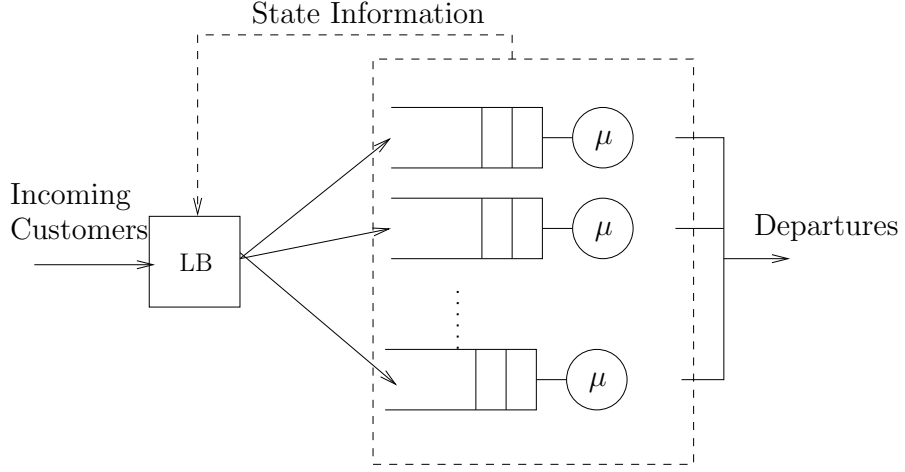 State Information
μ
Incoming
Customers
μ
Departures
LB
μ